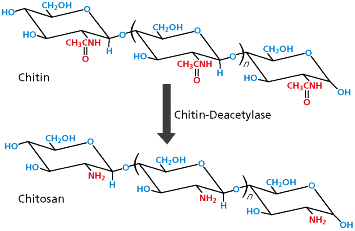 CH₂OH CH₂OH CH₂OH
HO O O O
HO O HO O HO OH
CH₃CNH H CH₃CNH H n CH₃CNH
O O O
Chitin
Chitin-Deacetylase
CH₂OH CH₂OH CH₂OH
HO O O O
HO O HO O HO OH
NH₂ H NH₂ H n NH₂
Chitosan